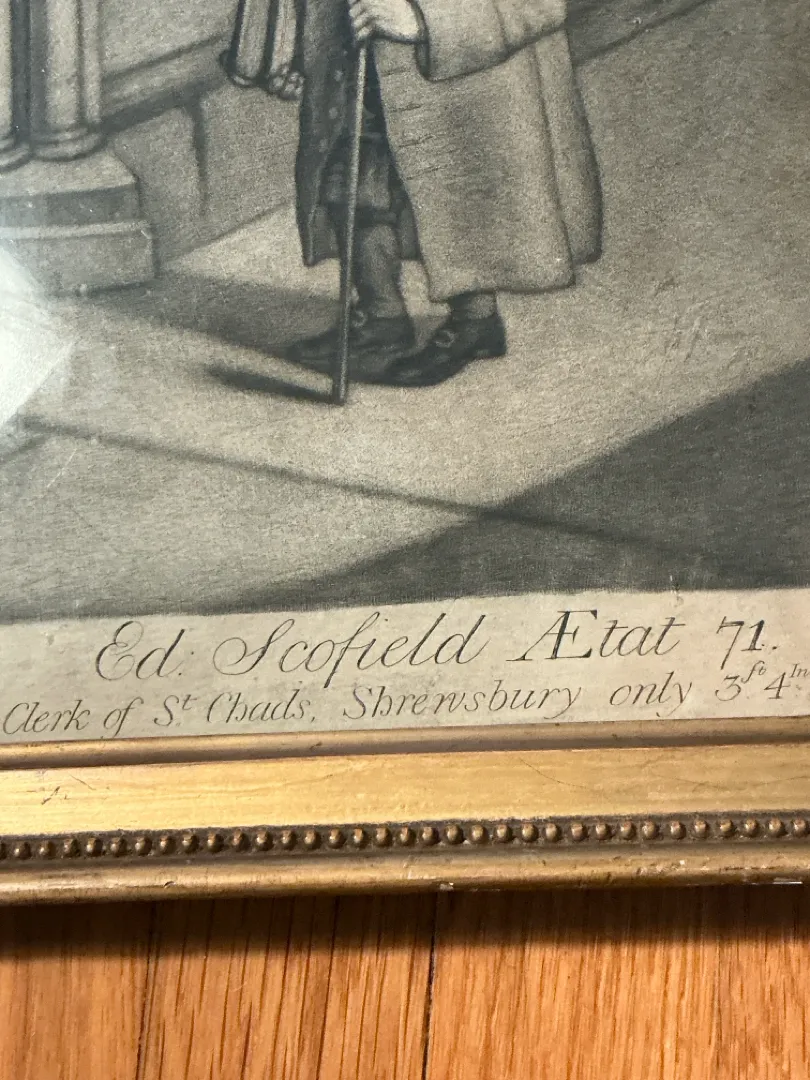 Ed: Scofield Ætat 71.
Clerk of St Chads, Shrewsbury only 3ft 4In